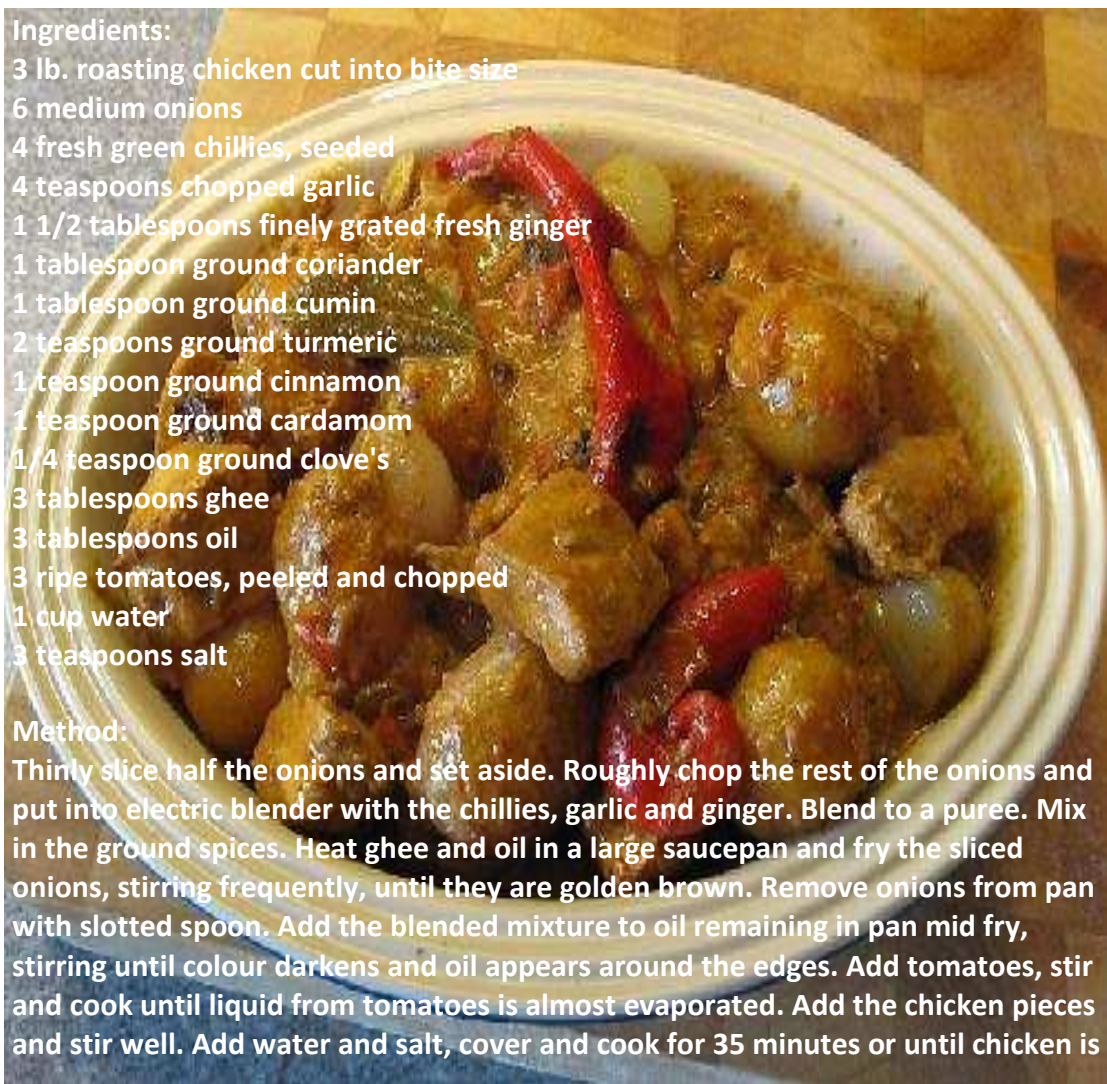 Ingredients:
3 lb. roasting chicken cut into bite size
6 medium onions
4 fresh green chillies, seeded
4 teaspoons chopped garlic
1 1/2 tablespoons finely grated fresh ginger
1 tablespoon ground coriander
1 tablespoon ground cumin
2 teaspoons ground turmeric
1 teaspoon ground cinnamon
1 teaspoon ground cardamom
1/4 teaspoon ground clove's
3 tablespoons ghee
3 tablespoons oil
3 ripe tomatoes, peeled and chopped
1 cup water
3 teaspoons salt
Method:
Thinly slice half the onions and set aside. Roughly chop the rest of the onions and
put into electric blender with the chillies, garlic and ginger. Blend to a puree. Mix
in the ground spices. Heat ghee and oil in a large saucepan and fry the sliced
onions, stirring frequently, until they are golden brown. Remove onions from pan
with slotted spoon. Add the blended mixture to oil remaining in pan mid fry,
stirring until colour darkens and oil appears around the edges. Add tomatoes, stir
and cook until liquid from tomatoes is almost evaporated. Add the chicken pieces
and stir well. Add water and salt, cover and cook for 35 minutes or until chicken is